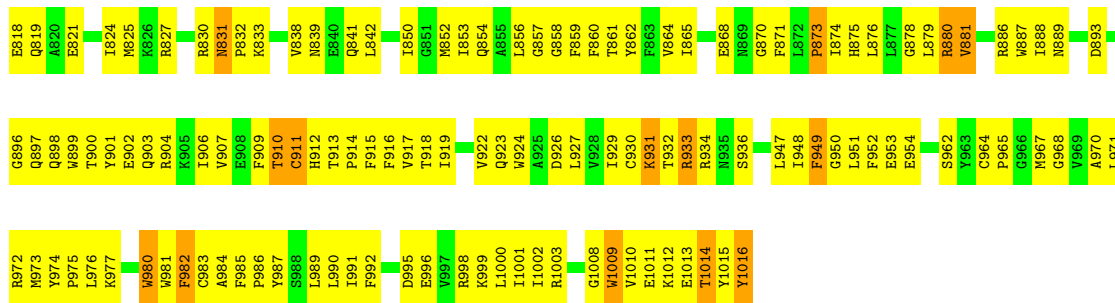 E818 Q819 A820 E821 I824 M825 K826 R827 R830 N831 P832 K833 V838 N839 E840 Q841 L842 I850 G851 M852 I853 Q854 A855 L856 G857 G858 F859 F860 T861 Y862 F863 V864 I865 E868 N869 G870 F871 L872 P873 I874 H875 L876 L877 G878 L879 R880 V881 R886 W887 I888 N889 D893
G896 Q897 Q898 W899 T900 Y901 E902 Q903 K905 I906 V907 E908 F909 T910 C911 H912 T913 P914 F915 F916 V917 T918 I919 V922 Q923 W924 A925 D926 L927 V928 I929 C930 K931 T932 R933 R934 N935 S936 L947 I948 F949 G950 L951 F952 E953 E954 S962 Y963 C964 P965 G966 M967 G968 V969 A970 L971
R972 M973 Y974 P975 L976 K977 W980 W981 F982 C983 A984 F985 P986 Y987 S988 L989 L990 I991 F992 D995 E996 V997 R998 K999 L1000 I1001 I1002 R1003 G1008 W1009 V1010 E1011 K1012 E1013 T1014 Y1015 Y1016